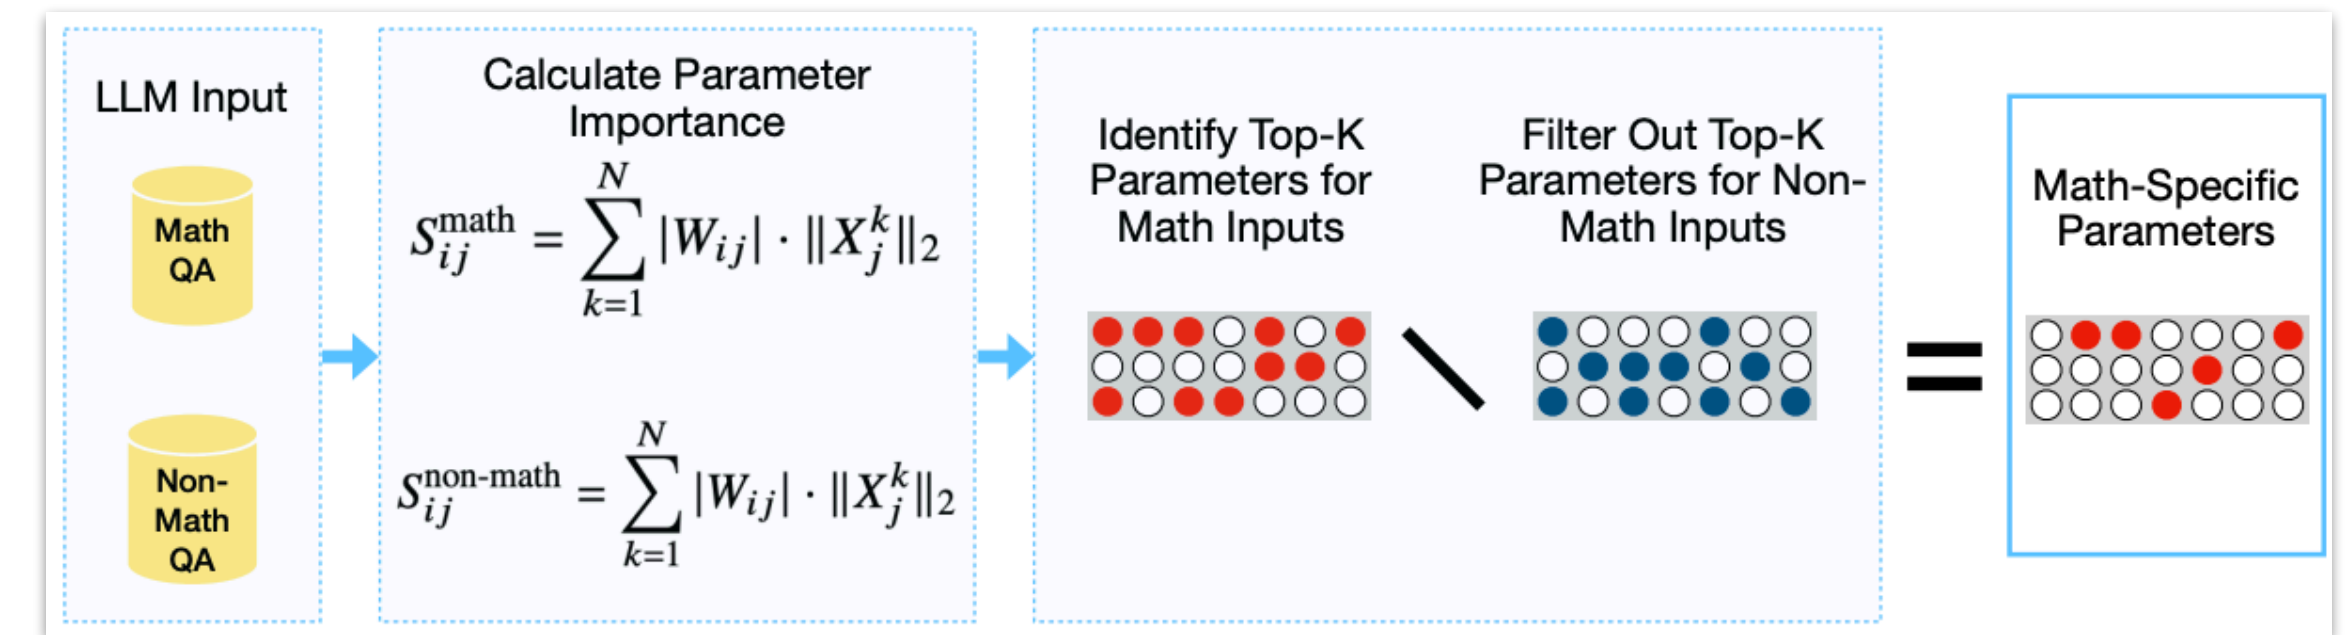 LLM Input
Math
QA
Non-
Math
QA
Calculate Parameter
Importance
S_{ij}^{math} = \sum_{k=1}^{N} |W_{ij}| · ‖X_j^k‖_2
S_{ij}^{non-math} = \sum_{k=1}^{N} |W_{ij}| · ‖X_j^k‖_2
Identify Top-K
Parameters for
Math Inputs
\
Filter Out Top-K
Parameters for Non-
Math Inputs
=
Math-Specific
Parameters